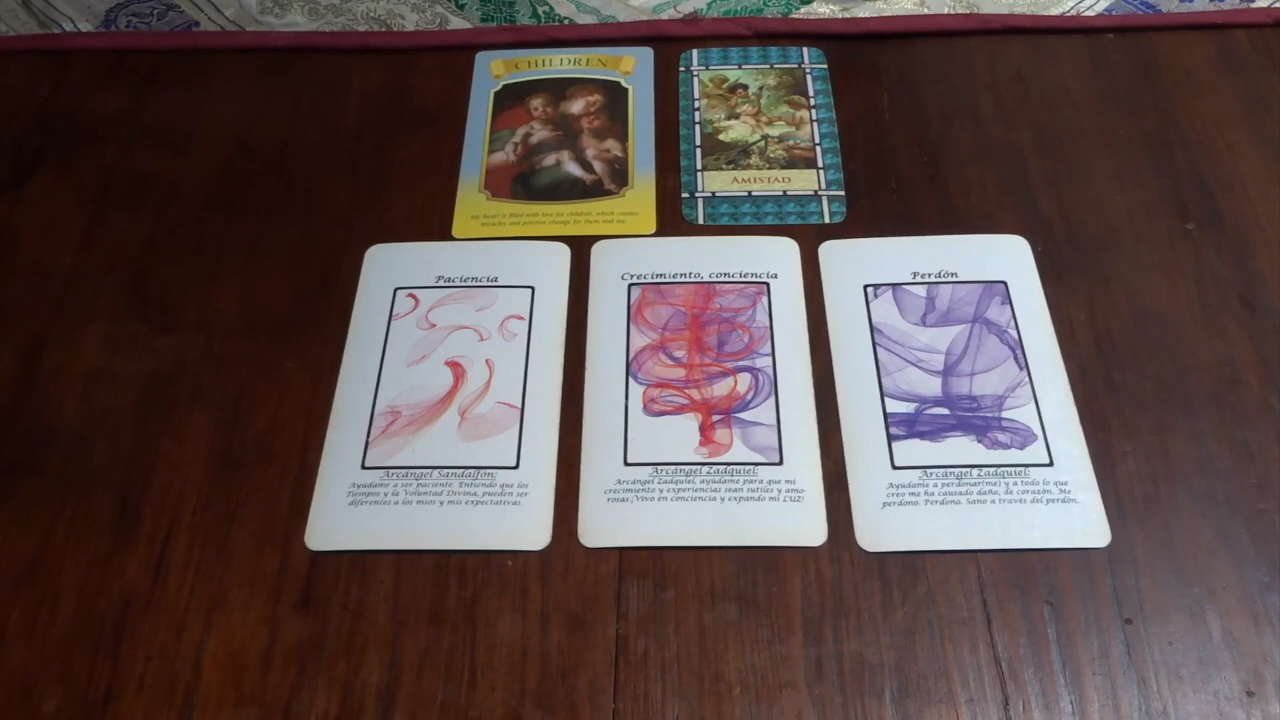 CHILDREN
My heart is filled with love for children, which creates
miracles and positive change for them and me.
AMISTAD
Paciencia
Arcángel Sandalfón:
Ayúdame a ser paciente. Entiendo que los
Tiempos y la Voluntad Divina, pueden ser
diferentes a los míos y mis expectativas.
Crecimiento, conciencia
Arcángel Zadquiel:
Arcángel Zadquiel, ayúdame para que mi
crecimiento y experiencias sean sutiles y amo-
rosas ¡Vivo en conciencia y expando mi LUZ!
Perdón
Arcángel Zadquiel:
Ayúdame a perdonar(me) y a todo lo que
creo me ha causado daño, de corazón. Me
perdono. Perdono. Sano a través del perdón.